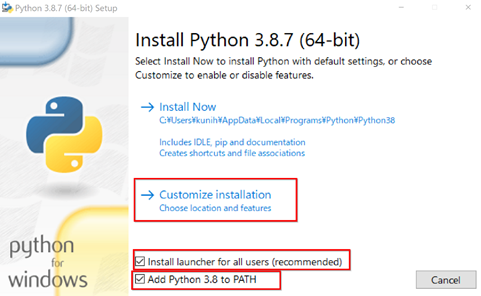 Python 3.8.7 (64-bit) Setup
Install Python 3.8.7 (64-bit)
Select Install Now to install Python with default settings, or choose
Customize to enable or disable features.
Install Now
C:¥Users¥kunih¥AppData¥Local¥Programs¥Python¥Python38
Includes IDLE, pip and documentation
Creates shortcuts and file associations
Customize installation
Choose location and features
Install launcher for all users (recommended)
Add Python 3.8 to PATH
python
for
windows
Cancel